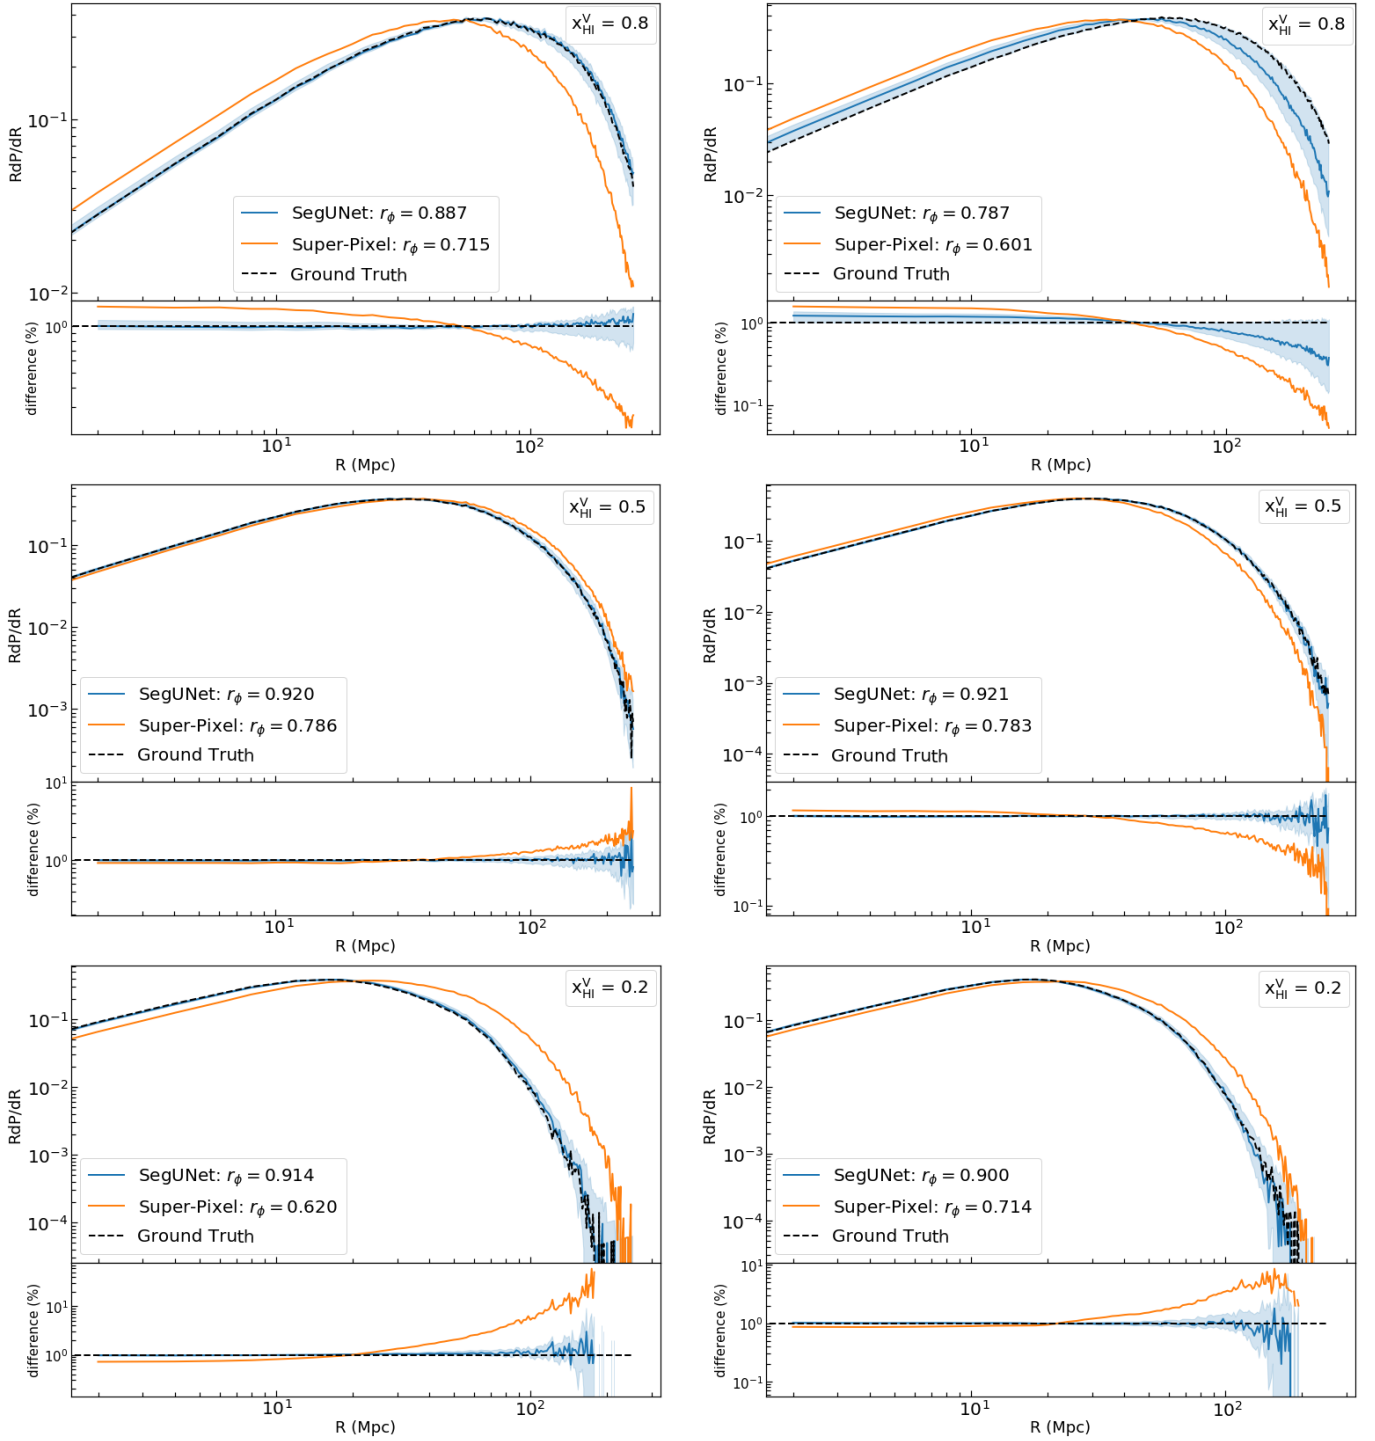 x_HI^V = 0.8
RdP/dR
10^−1
10^−2
SegUNet: r_ϕ = 0.887
Super-Pixel: r_ϕ = 0.715
Ground Truth
difference (%)
10^0
10^1 10^2
R (Mpc)
x_HI^V = 0.8
RdP/dR
10^−1
10^−2
SegUNet: r_ϕ = 0.787
Super-Pixel: r_ϕ = 0.601
Ground Truth
difference (%)
10^0
10^−1
10^1 10^2
R (Mpc)
x_HI^V = 0.5
RdP/dR
10^−1
10^−2
10^−3
SegUNet: r_ϕ = 0.920
Super-Pixel: r_ϕ = 0.786
Ground Truth
difference (%)
10^1
10^0
10^1 10^2
R (Mpc)
x_HI^V = 0.5
RdP/dR
10^−1
10^−2
10^−3
10^−4
SegUNet: r_ϕ = 0.921
Super-Pixel: r_ϕ = 0.783
Ground Truth
difference (%)
10^0
10^−1
10^1 10^2
R (Mpc)
x_HI^V = 0.2
RdP/dR
10^−1
10^−2
10^−3
10^−4
SegUNet: r_ϕ = 0.914
Super-Pixel: r_ϕ = 0.620
Ground Truth
difference (%)
10^1
10^0
10^1 10^2
R (Mpc)
x_HI^V = 0.2
RdP/dR
10^−1
10^−2
10^−3
10^−4
SegUNet: r_ϕ = 0.900
Super-Pixel: r_ϕ = 0.714
Ground Truth
difference (%)
10^1
10^0
10^−1
10^1 10^2
R (Mpc)